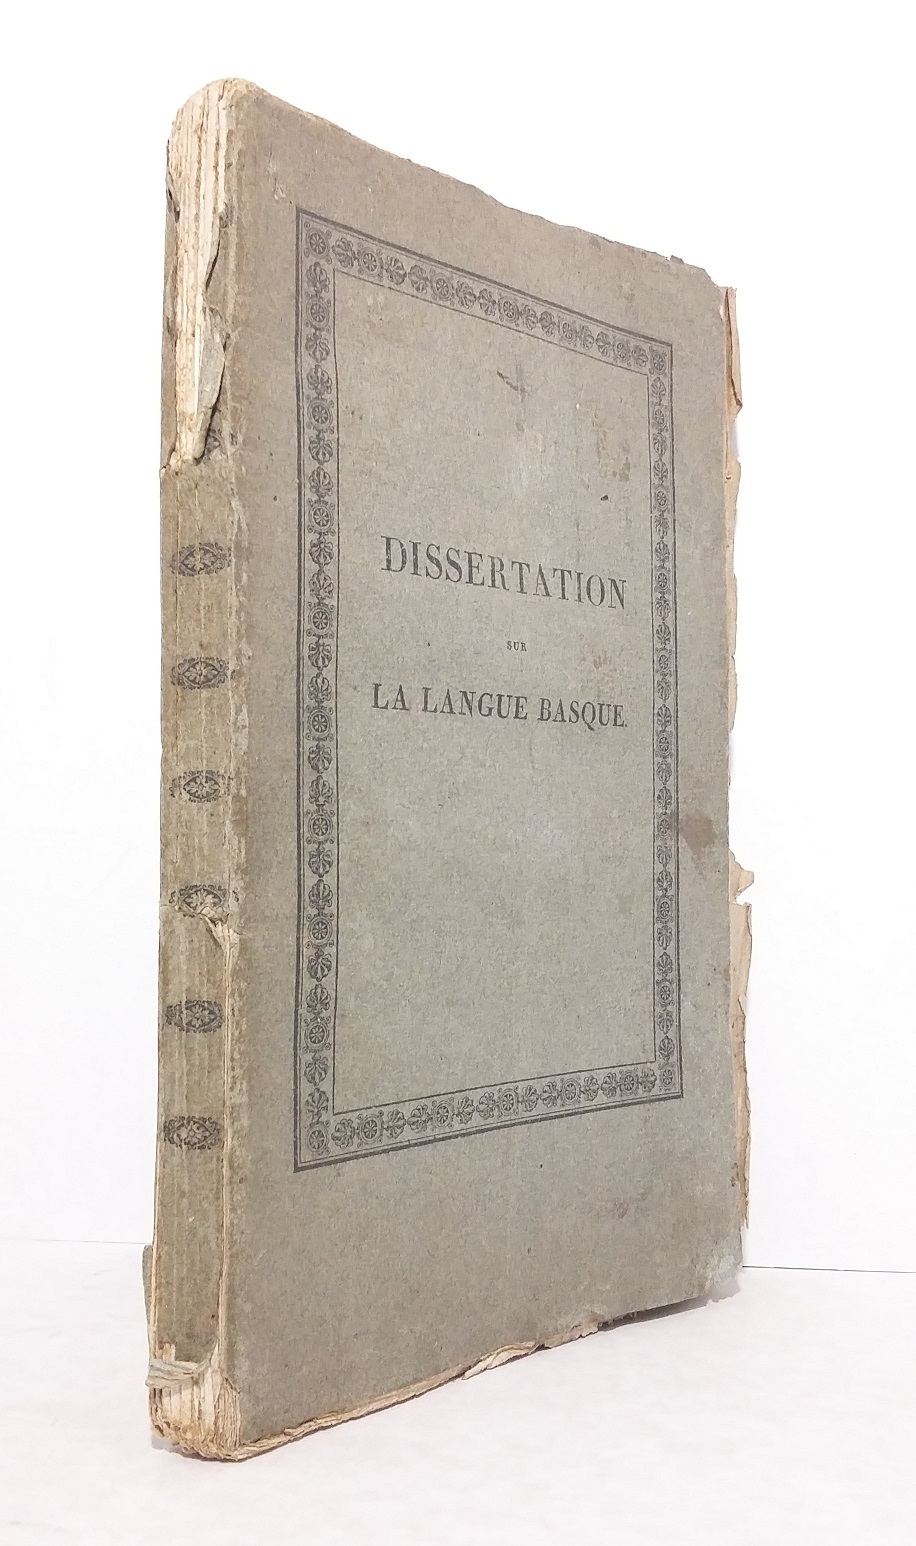 DISSERTATION
SUR
LA LANGUE BASQUE.